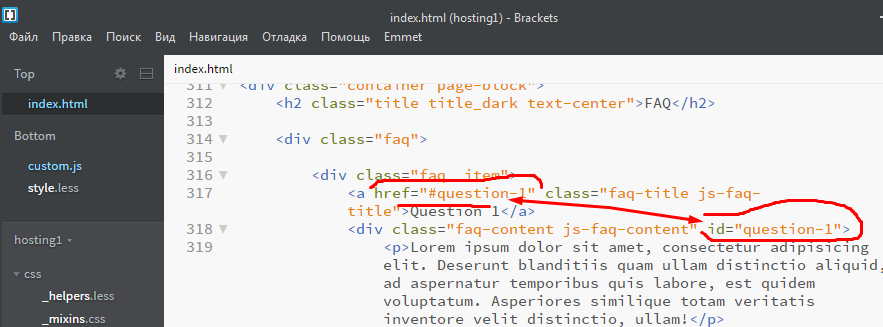 index.html (hosting1) - Brackets
Файл Правка Поиск Вид Навигация Отладка Помощь Emmet
Top
index.html
Bottom
custom.js
style.less
hosting1
css
_helpers.less
_mixins.css
index.html
311 <div class="container page-block">
312 <h2 class="title title_dark text-center">FAQ</h2>
313
314 <div class="faq">
315
316 <div class="faq__item">
317 <a href="#question-1" class="faq-title js-faq-
title">Question 1</a>
318 <div class="faq-content js-faq-content" id="question-1">
319 <p>Lorem ipsum dolor sit amet, consectetur adipisicing
elit. Deserunt blanditiis quam ullam distinctio aliquid,
ad aspernatur temporibus quis labore, est quidem
voluptatum. Asperiores similique totam veritatis
inventore velit distinctio, ullam!</p>